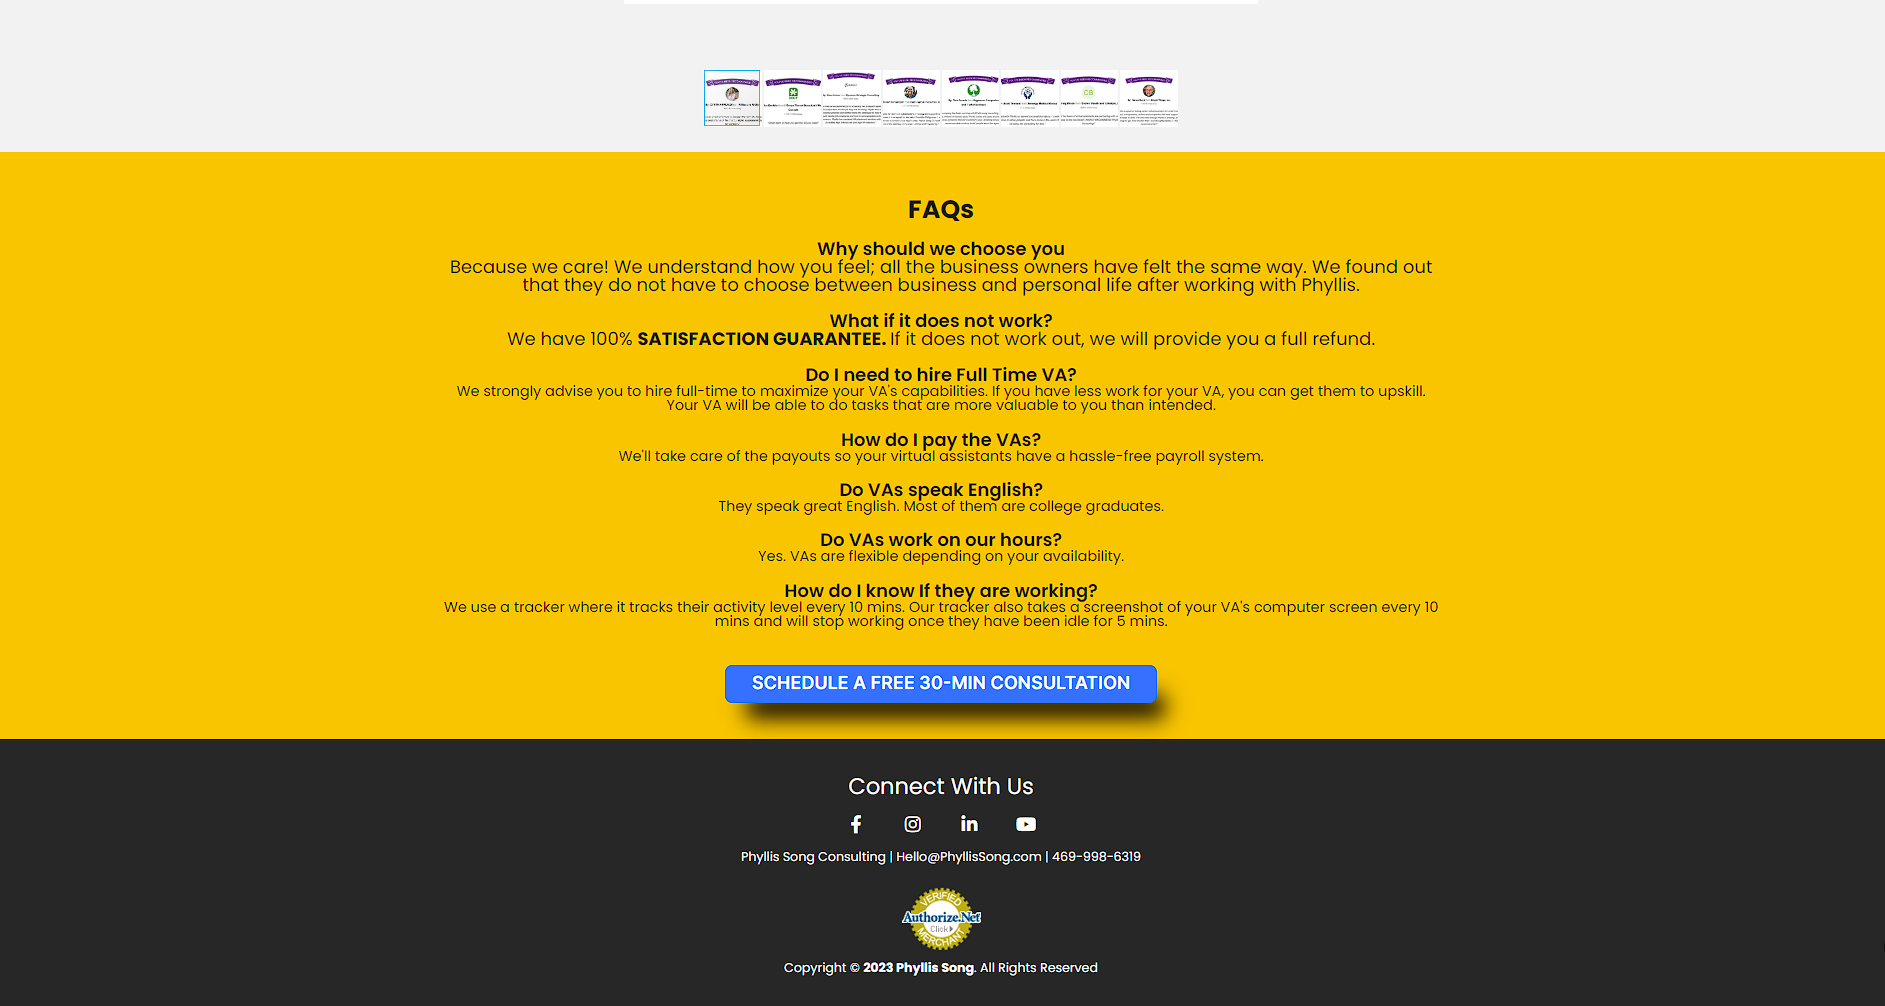 CB
FAQs
Why should we choose you
Because we care! We understand how you feel; all the business owners have felt the same way. We found out
that they do not have to choose between business and personal life after working with Phyllis.
What if it does not work?
We have 100% SATISFACTION GUARANTEE. If it does not work out, we will provide you a full refund.
Do I need to hire Full Time VA?
We strongly advise you to hire full-time to maximize your VA's capabilities. If you have less work for your VA, you can get them to upskill.
Your VA will be able to do tasks that are more valuable to you than intended.
How do I pay the VAs?
We'll take care of the payouts so your virtual assistants have a hassle-free payroll system.
Do VAs speak English?
They speak great English. Most of them are college graduates.
Do VAs work on our hours?
Yes. VAs are flexible depending on your availability.
How do I know If they are working?
We use a tracker where it tracks their activity level every 10 mins. Our tracker also takes a screenshot of your VA's computer screen every 10
mins and will stop working once they have been idle for 5 mins.
SCHEDULE A FREE 30-MIN CONSULTATION
Connect With Us
Phyllis Song Consulting | Hello@PhyllisSong.com | 469-998-6319
VERIFIED
Authorize.Net
Click
MERCHANT
Copyright © 2023 Phyllis Song. All Rights Reserved